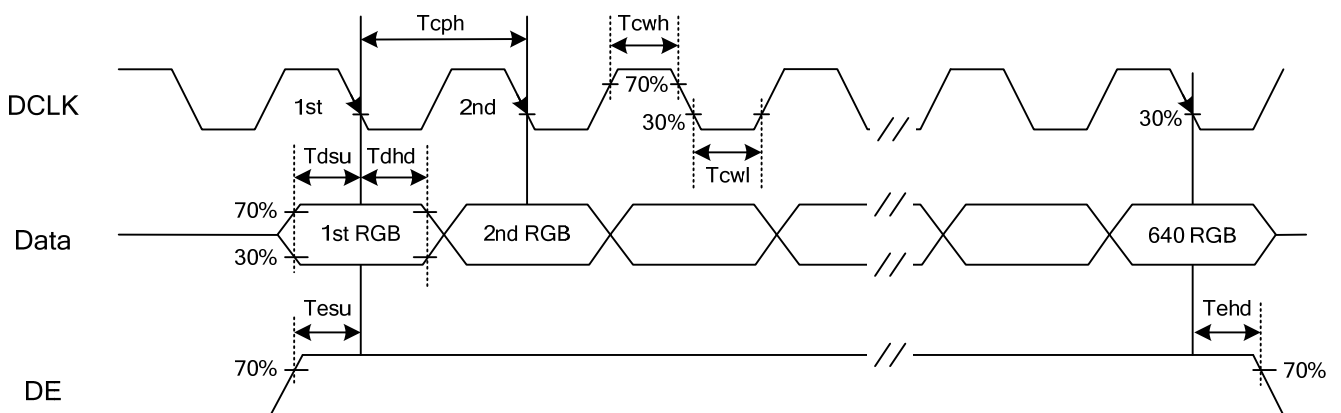 Tcph
Tcwh
DCLK
1st
2nd
70%
30%
30%
Tcwl
Tdsu
Tdhd
70%
Data
1st RGB
2nd RGB
640 RGB
30%
Tesu
Tehd
70%
70%
DE